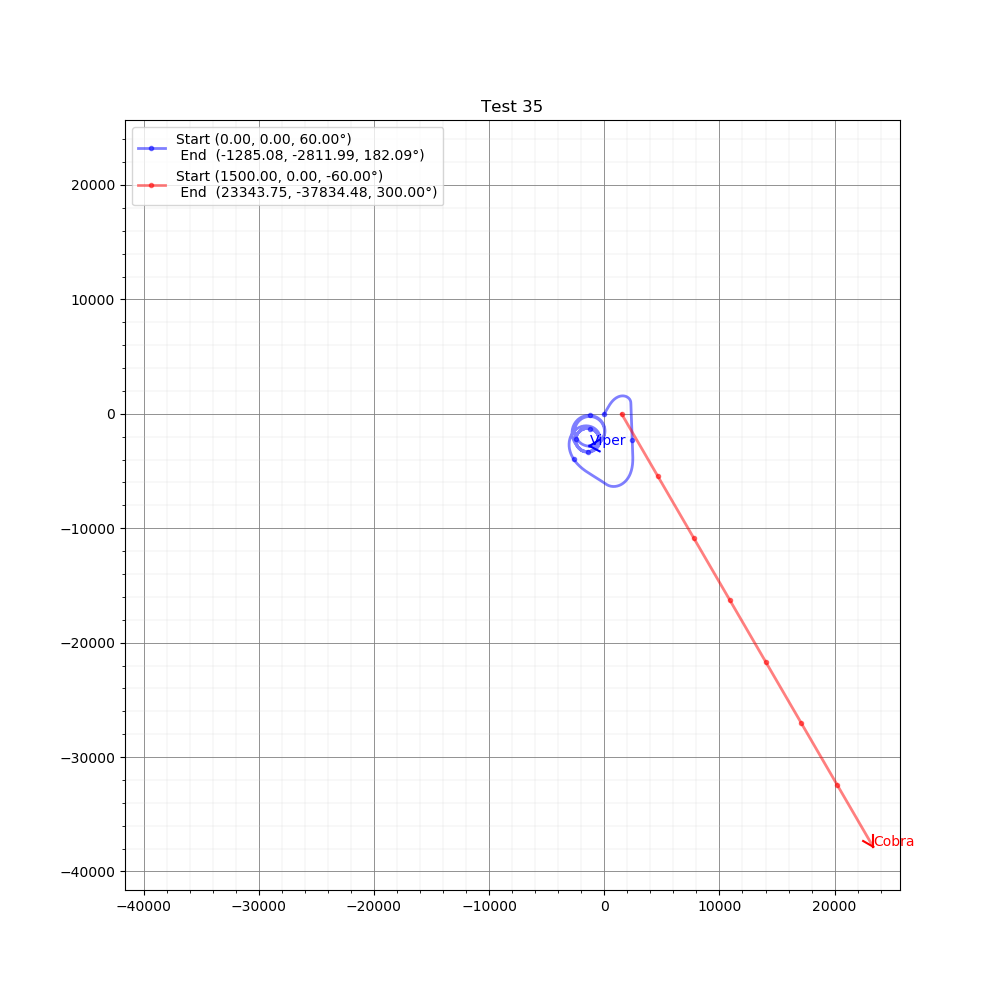 Test 35
Start (0.00, 0.00, 60.00°)
End  (-1285.08, -2811.99, 182.09°)
Start (1500.00, 0.00, -60.00°)
End  (23343.75, -37834.48, 300.00°)
20000
10000
0
−10000
−20000
−30000
−40000
Viper
Cobra
−40000 −30000 −20000 −10000 0 10000 20000